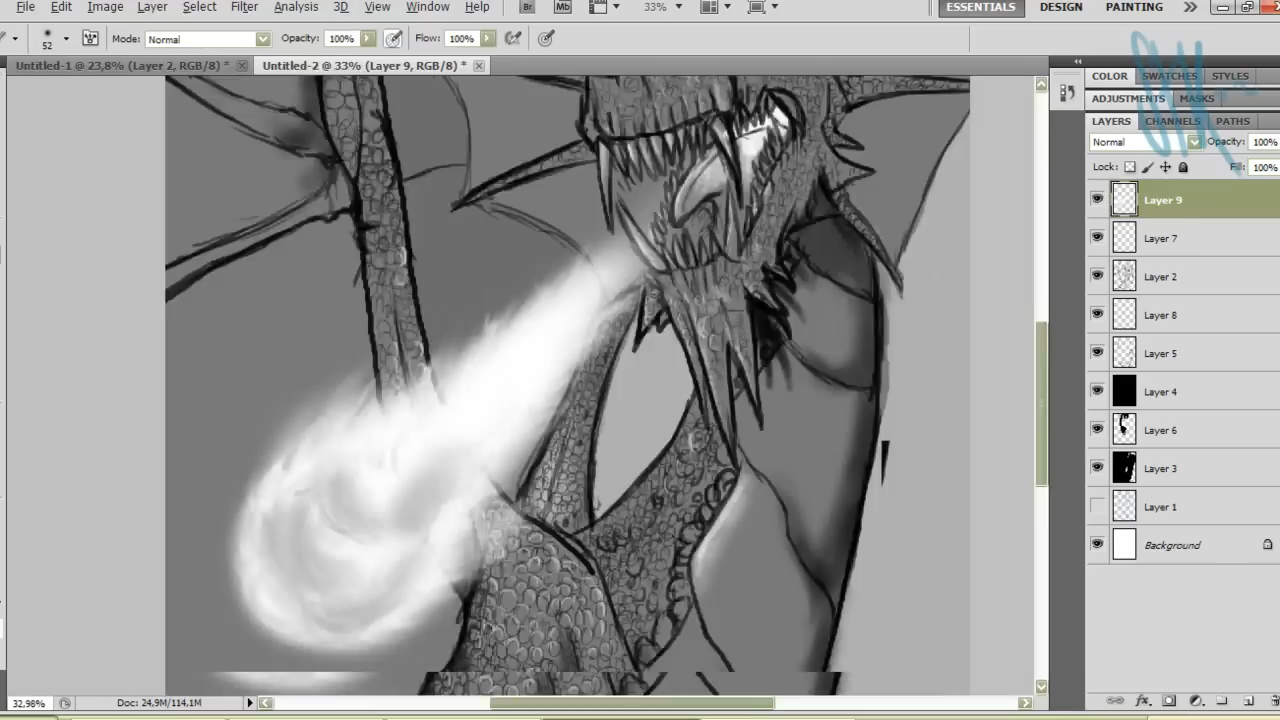 File Edit Image Layer Select Filter Analysis 3D View Window Help Br Mb 33% ESSENTIALS DESIGN PAINTING
52 Mode: Normal Opacity: 100% Flow: 100%
Untitled-1 @ 23,8% (Layer 2, RGB/8) * Untitled-2 @ 33% (Layer 9, RGB/8) *
COLOR SWATCHES STYLES
ADJUSTMENTS MASKS
LAYERS CHANNELS PATHS
Normal Opacity: 100%
Lock: Fill: 100%
Layer 9
Layer 7
Layer 2
Layer 8
Layer 5
Layer 4
Layer 6
Layer 3
Layer 1
Background
32,98% Doc: 24,9M/114,1M